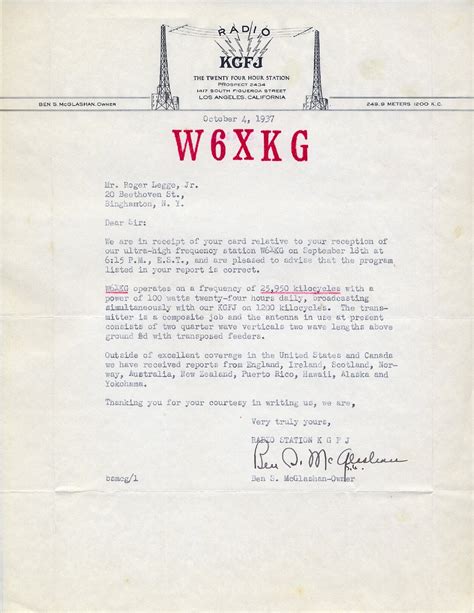 RADIO
KGFJ
THE TWENTY FOUR HOUR STATION
PROSPECT 2434
1417 SOUTH FIGUEROA STREET
LOS ANGELES, CALIFORNIA
BEN S. McGLASHAN, OWNER
249.9 METERS 1200 K.C.
October 4, 1937
W6XKG
Mr. Roger Legge, Jr.
20 Beethoven St.,
Binghamton, N. Y.
Dear Sir:
We are in receipt of your card relative to your reception of
our ultra-high frequency station W6XKG on September 18th at
6:15 P.M., E.S.T., and are pleased to advise that the program
listed in your report is correct.
W6XKG operates on a frequency of 25,950 kilocycles with a
power of 100 watts twenty-four hours daily, broadcasting
simultaneously with our KGFJ on 1200 kilocycles. The trans-
mitter is a composite job and the antenna in use at present
consists of two quarter wave verticals two wave lengths above
ground fed with transposed feeders.
Outside of excellent coverage in the United States and Canada
we have received reports from England, Ireland, Scotland, Nor-
way, Australia, New Zealand, Puerto Rico, Hawaii, Alaska and
Yokohama.
Thanking you for your courtesy in writing us, we are,
Very truly yours,
RADIO STATION K G F J
Ben S. McGlashan
bsmcg/l
Ben S. McGlashan-Owner